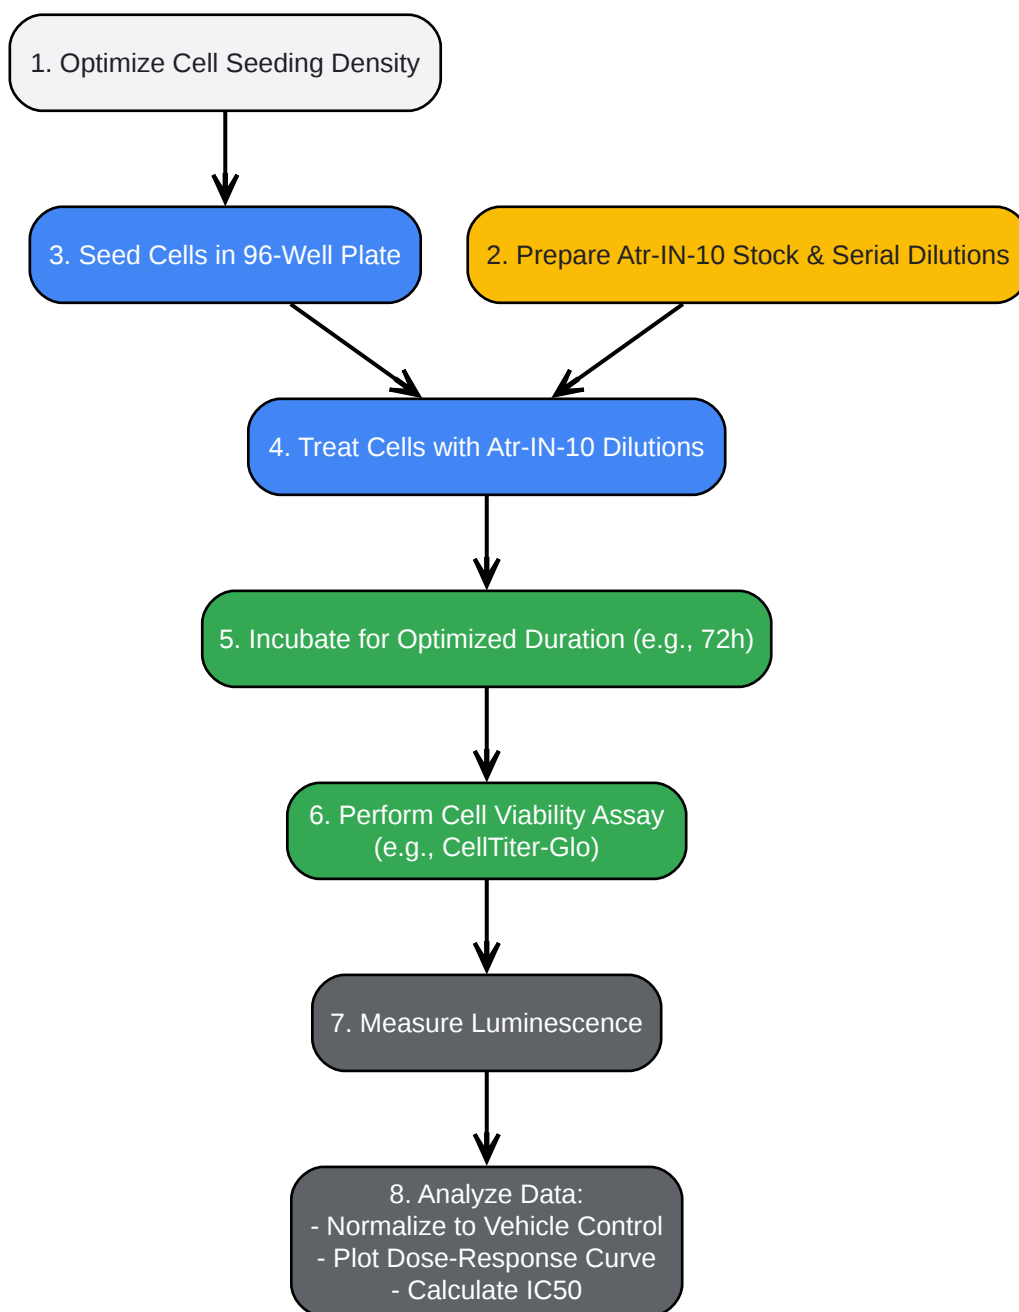 1. Optimize Cell Seeding Density
3. Seed Cells in 96-Well Plate
2. Prepare Atr-IN-10 Stock & Serial Dilutions
4. Treat Cells with Atr-IN-10 Dilutions
5. Incubate for Optimized Duration (e.g., 72h)
6. Perform Cell Viability Assay
(e.g., CellTiter-Glo)
7. Measure Luminescence
8. Analyze Data:
- Normalize to Vehicle Control
- Plot Dose-Response Curve
- Calculate IC50